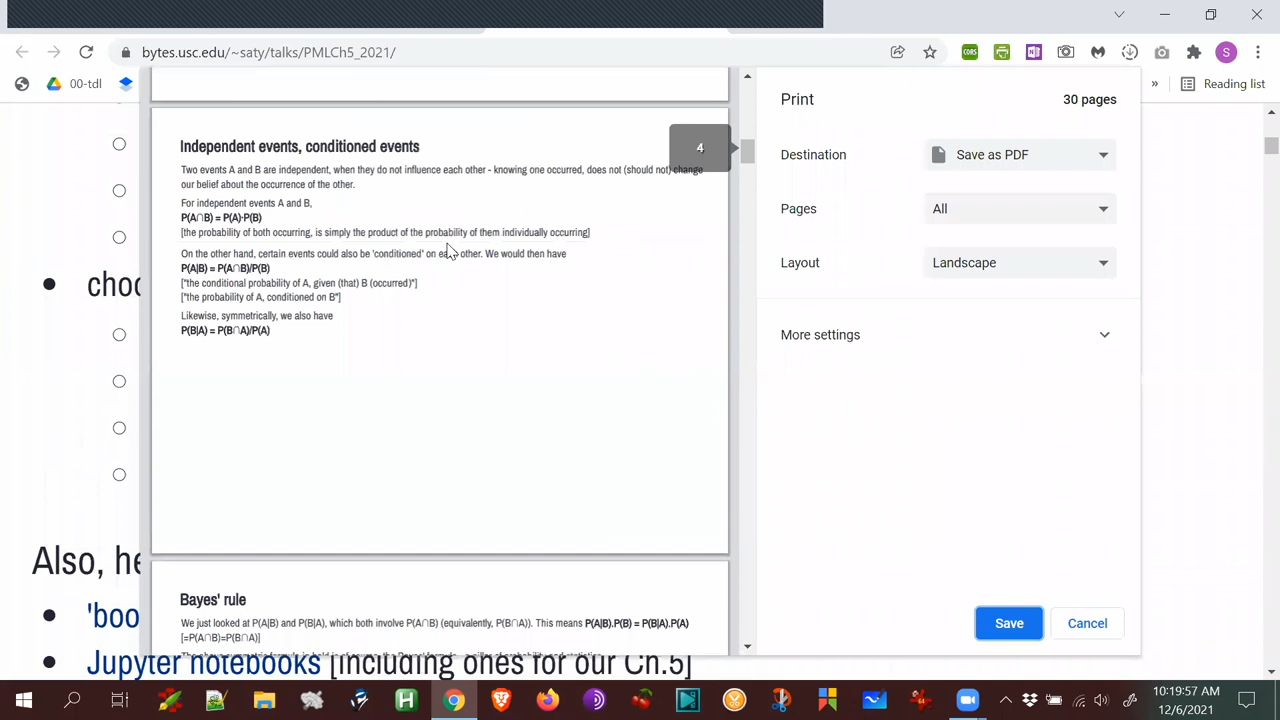 bytes.usc.edu/~saty/talks/PMLCh5_2021/
CORS
S
00-tdl
»
Reading list
Independent events, conditioned events
4
Two events A and B are independent, when they do not influence each other - knowing one occurred, does not (should not) change
our belief about the occurrence of the other.
For independent events A and B,
P(A∩B) = P(A)·P(B)
[the probability of both occurring, is simply the product of the probability of them individually occurring]
On the other hand, certain events could also be 'conditioned' on each other. We would then have
P(A|B) = P(A∩B)/P(B)
["the conditional probability of A, given (that) B (occurred)"]
["the probability of A, conditioned on B"]
Likewise, symmetrically, we also have
P(B|A) = P(B∩A)/P(A)
Bayes' rule
We just looked at P(A|B) and P(B|A), which both involve P(A∩B) (equivalently, P(B∩A)). This means P(A|B).P(B) = P(B|A).P(A)
[=P(A∩B)=P(B∩A)]
Print
30 pages
Destination
Save as PDF
Pages
All
Layout
Landscape
More settings
Save
Cancel
choo
Also, he
'boo
Jupyter notebooks [including ones for our Ch.5]
10:19:57 AM
12/6/2021